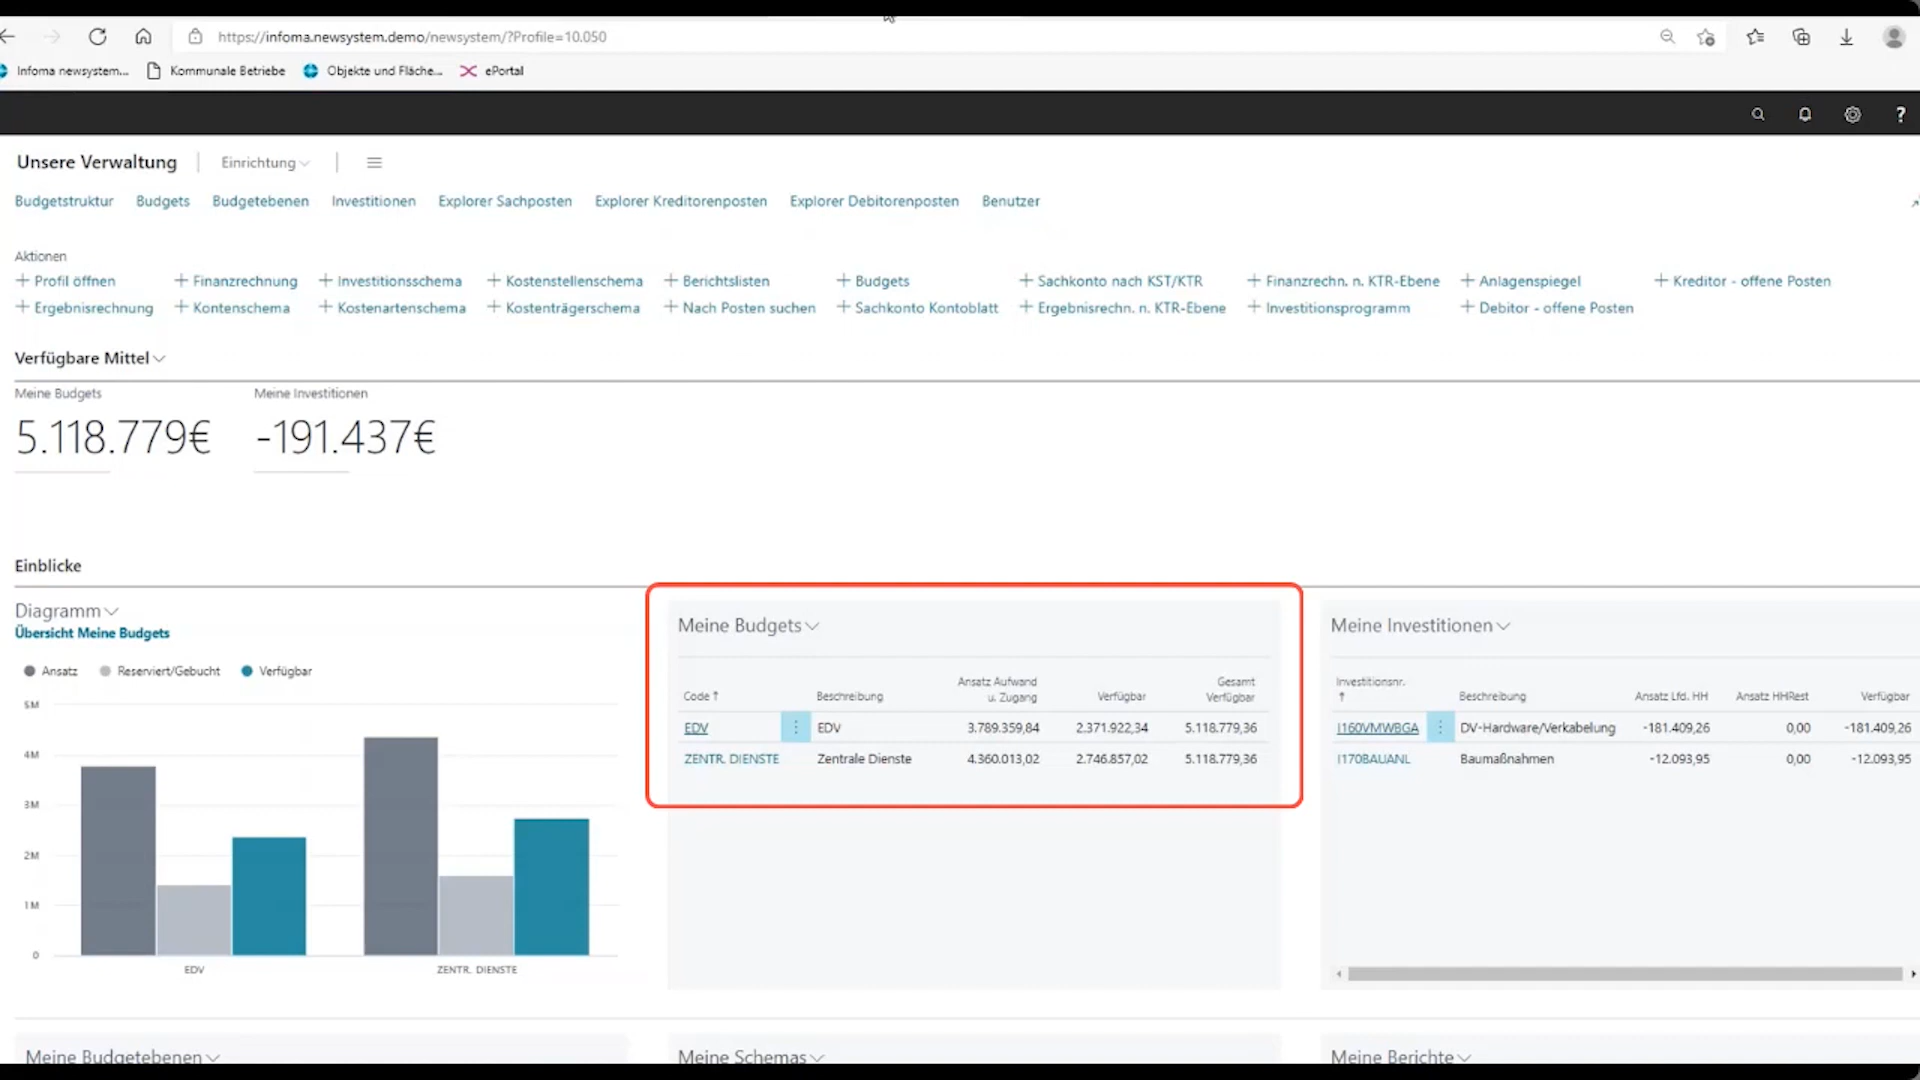 https://infoma.newsystem.demo/newsystem/?Profile=10.050
Infoma newsystem... Kommunale Betriebe Objekte und Fläche... ePortal
?
Unsere Verwaltung Einrichtung
Budgetstruktur Budgets Budgetebenen Investitionen Explorer Sachposten Explorer Kreditorenposten Explorer Debitorenposten Benutzer
Aktionen
+ Profil öffnen + Finanzrechnung + Investitionsschema + Kostenstellenschema + Berichtslisten + Budgets + Sachkonto nach KST/KTR + Finanzrechn. n. KTR-Ebene + Anlagenspiegel + Kreditor - offene Posten
+ Ergebnisrechnung + Kontenschema + Kostenartenschema + Kostenträgerschema + Nach Posten suchen + Sachkonto Kontoblatt + Ergebnisrechn. n. KTR-Ebene + Investitionsprogramm + Debitor - offene Posten
Verfügbare Mittel
Meine Budgets Meine Investitionen
5.118.779€ -191.437€
Einblicke
Diagramm
Übersicht Meine Budgets
Ansatz Reserviert/Gebucht Verfügbar
5M
4M
3M
2M
1M
0
EDV ZENTR. DIENSTE
Meine Budgets
Code ↑ Beschreibung Ansatz Aufwand u. Zugang Verfügbar Gesamt Verfügbar
EDV EDV 3.789.359,84 2.371.922,34 5.118.779,36
ZENTR. DIENSTE Zentrale Dienste 4.360.013,02 2.746.857,02 5.118.779,36
Meine Investitionen
Investitionsnr. ↑ Beschreibung Ansatz Lfd. HH Ansatz HHRest Verfügbar
I160VMWBGA DV-Hardware/Verkabelung -181.409,26 0,00 -181.409,26
I170BAUANL Baumaßnahmen -12.093,95 0,00 -12.093,95
Meine Budgetebenen Meine Schemas Meine Berichte